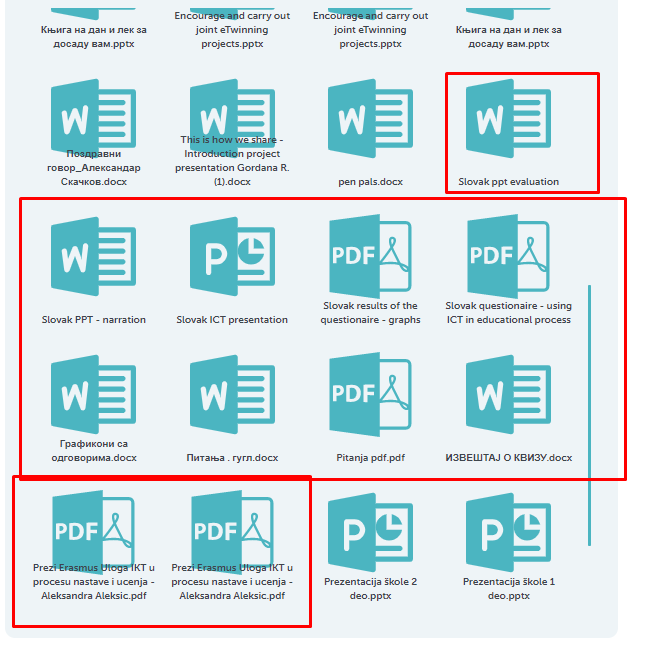 Књига на дан и лек за
досаду вам.pptx
Encourage and carry out
joint eTwinning
projects.pptx
Encourage and carry out
joint eTwinning
projects.pptx
Књига на дан и лек за
досаду вам.pptx
W
Поздравни
говор_Александар
Скачков.docx
W
This is how we share -
Introduction project
presentation Gordana R.
(1).docx
W
pen pals.docx
W
Slovak ppt evaluation
W
Slovak PPT - narration
P
Slovak ICT presentation
PDF
Slovak results of the
questionaire - graphs
PDF
Slovak questionaire - using
ICT in educational process
W
Графикони са
одговорима.docx
W
Питања . гугл.docx
PDF
Pitanja pdf.pdf
W
ИЗВЕШТАЈ О КВИЗУ.docx
PDF
Prezi Erasmus Uloga IKT u
procesu nastave i ucenja -
Aleksandra Aleksic.pdf
PDF
Prezi Erasmus Uloga IKT u
procesu nastave i ucenja -
Aleksandra Aleksic.pdf
P
Prezentacija škole 2
deo.pptx
P
Prezentacija škole 1
deo.pptx